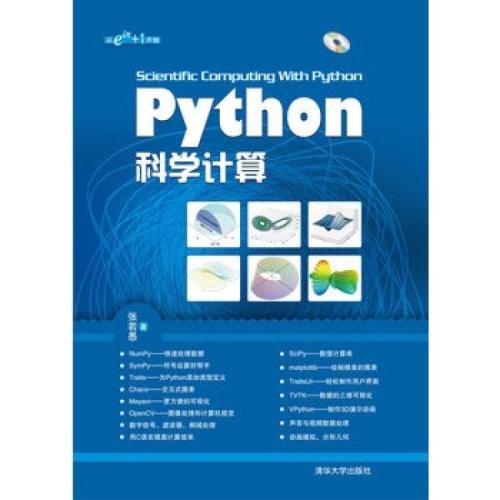 从e^iπ+1开始
Scientific Computing With Python
Python
科学计算
张若愚 著
NumPy——快速处理数据
SymPy——符号运算好帮手
Traits——为Python添加类型定义
Chaco——交互式图表
Mayavi——更方便的可视化
OpenCV——图像处理和计算机视觉
数字信号、滤波器、频域处理
用C语言提高计算效率
SciPy——数值计算库
matplotlib——绘制精美的图表
TraitsUI——轻松制作用户界面
TVTK——数据的三维可视化
VPython——制作3D演示动画
声音与视频数据处理
动画模拟、分形几何
清华大学出版社